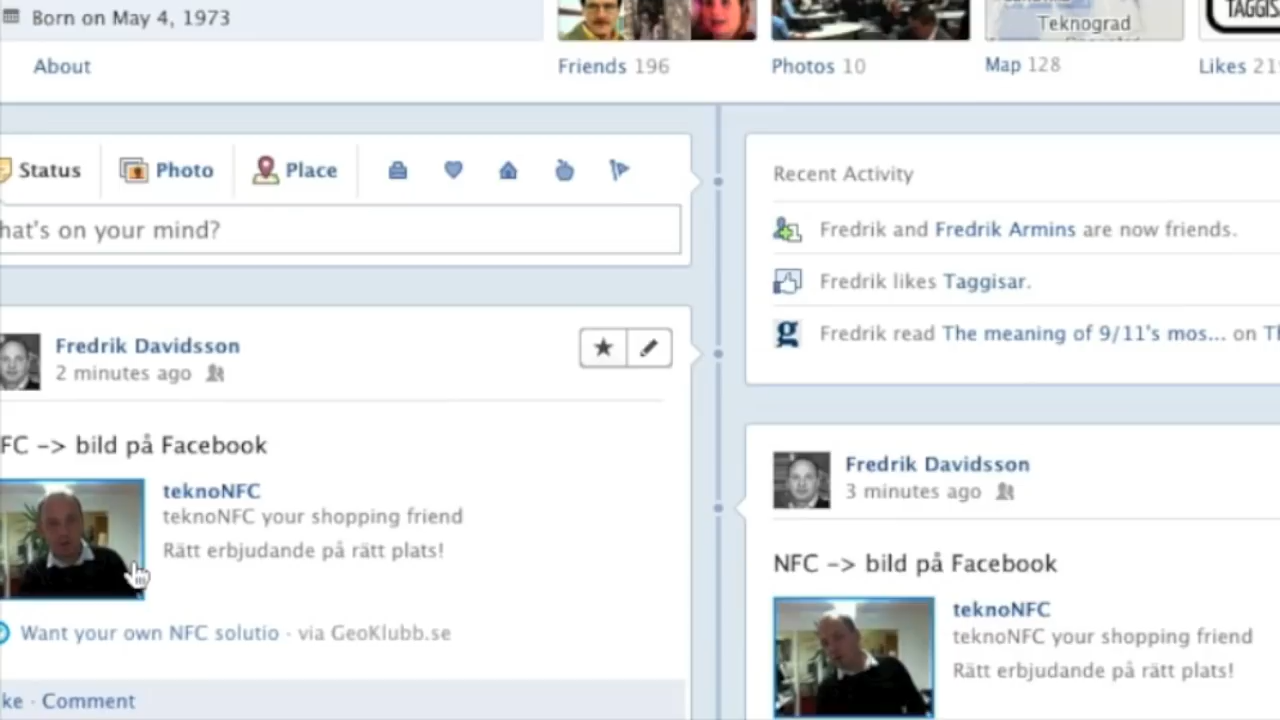 Born on May 4, 1973
About
Teknograd
TAGGIS
Friends 196
Photos 10
Map 128
Likes 21
Status
Photo
Place
hat's on your mind?
Recent Activity
Fredrik and Fredrik Armins are now friends.
Fredrik likes Taggisar.
g
Fredrik read The meaning of 9/11's mos... on T
Fredrik Davidsson
2 minutes ago
FC -> bild på Facebook
teknoNFC
teknoNFC your shopping friend
Rätt erbjudande på rätt plats!
Want your own NFC solutio · via GeoKlubb.se
ke · Comment
Fredrik Davidsson
3 minutes ago
NFC -> bild på Facebook
teknoNFC
teknoNFC your shopping friend
Rätt erbjudande på rätt plats!